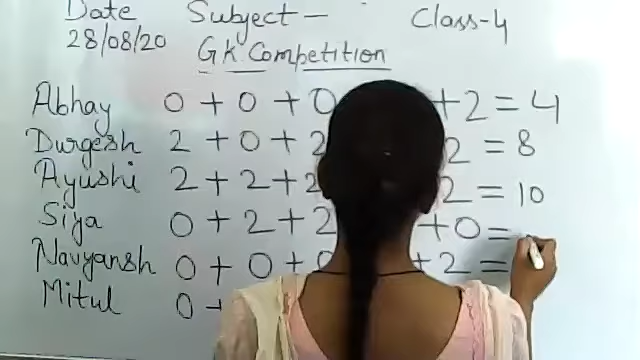 Date Subject — Class-4
28/08/20 GK Competition
Abhay 0 + 0 + 0 + 2 = 4
Durgesh 2 + 0 + 2 2 = 8
Ayushi 2 + 2 + 2 2 = 10
Siya 0 + 2 + 2 + 0 =
Navyansh 0 + 0 + 0 + 2 =
Mitul 0 +